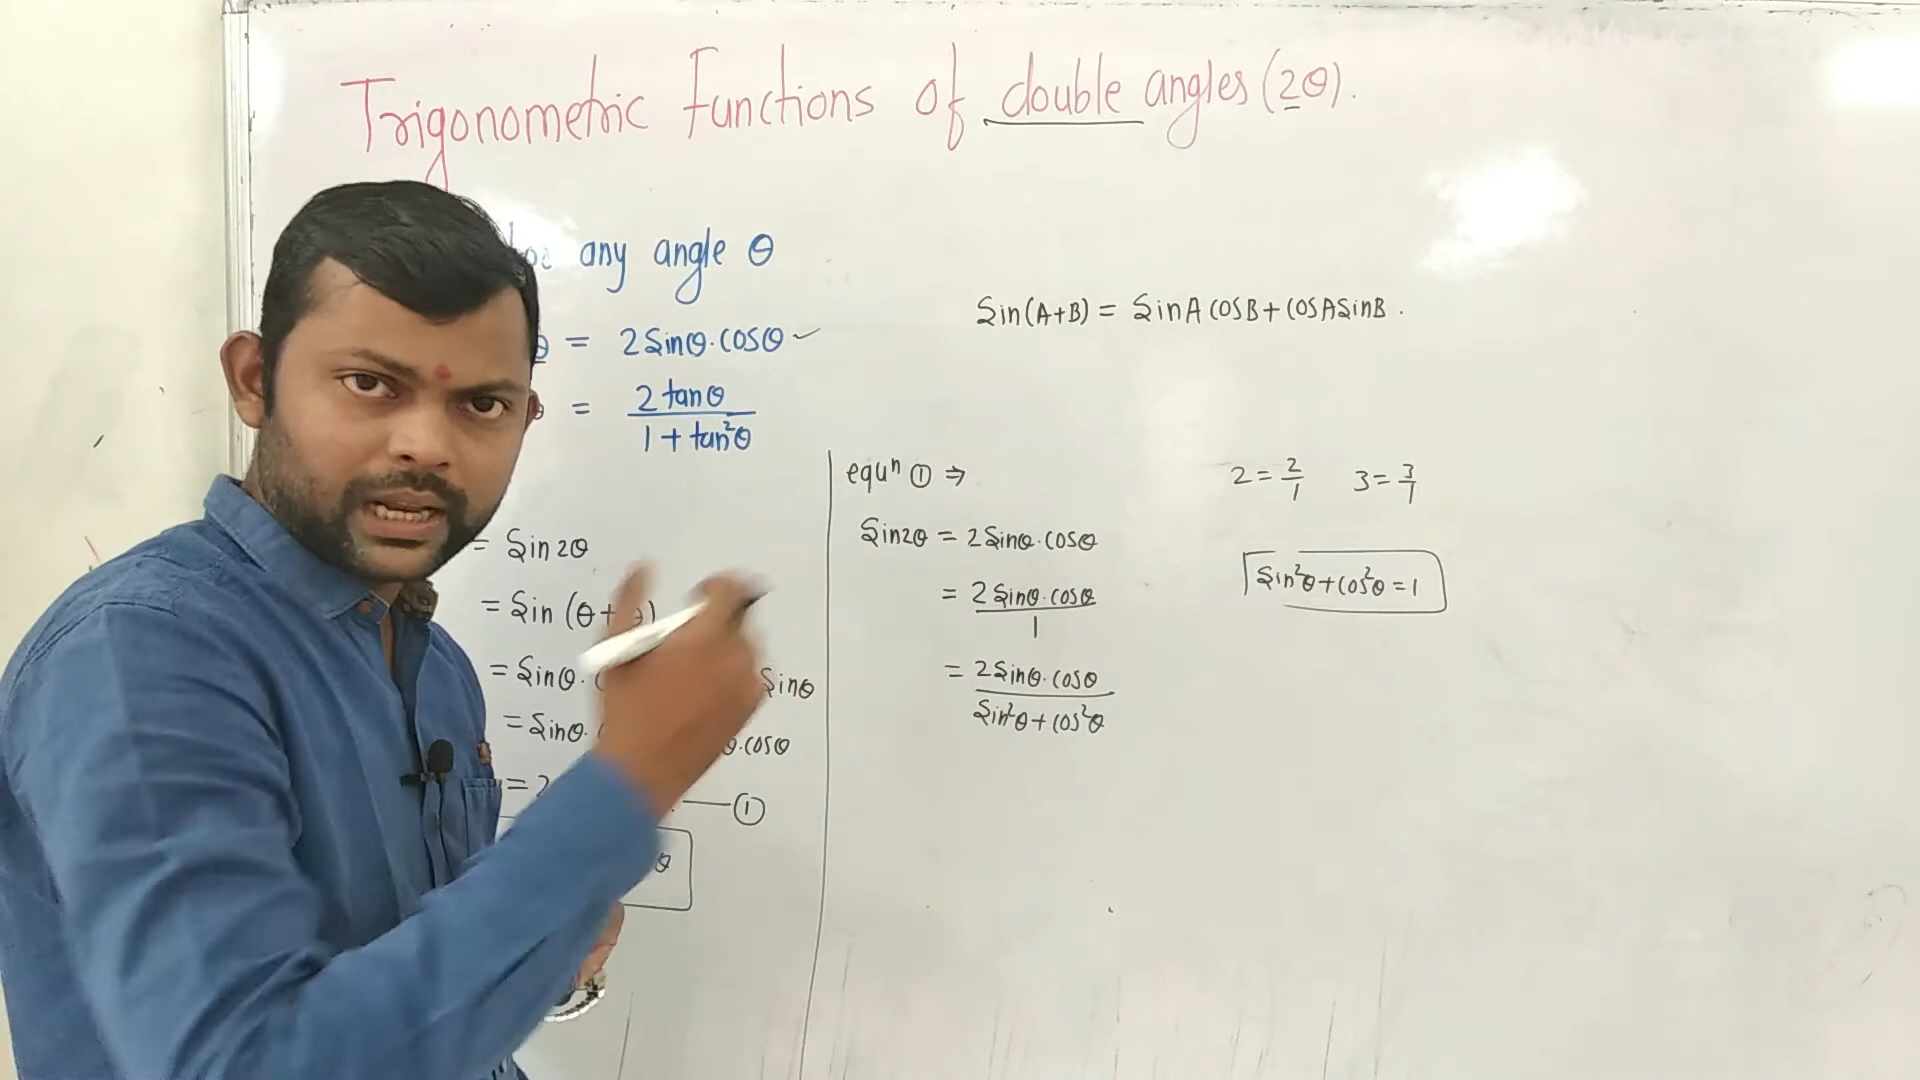 Trigonometric Functions of double angles (2θ).
any angle θ
θ = 2Sinθ.cosθ
θ = 2tanθ / 1+tan²θ
= Sin2θ
= Sin (θ+θ)
= Sinθ. Sinθ
= Sinθ. θ.cosθ
= 2 — ①
θ
Sin(A+B) = SinA cosB + cosA SinB.
equⁿ ① ⇒
Sin2θ = 2Sinθ.cosθ
= 2Sinθ.cosθ / 1
= 2Sinθ.cosθ / Sin²θ+cos²θ
2 = 2/1 3 = 3/1
Sin²θ+cos²θ = 1